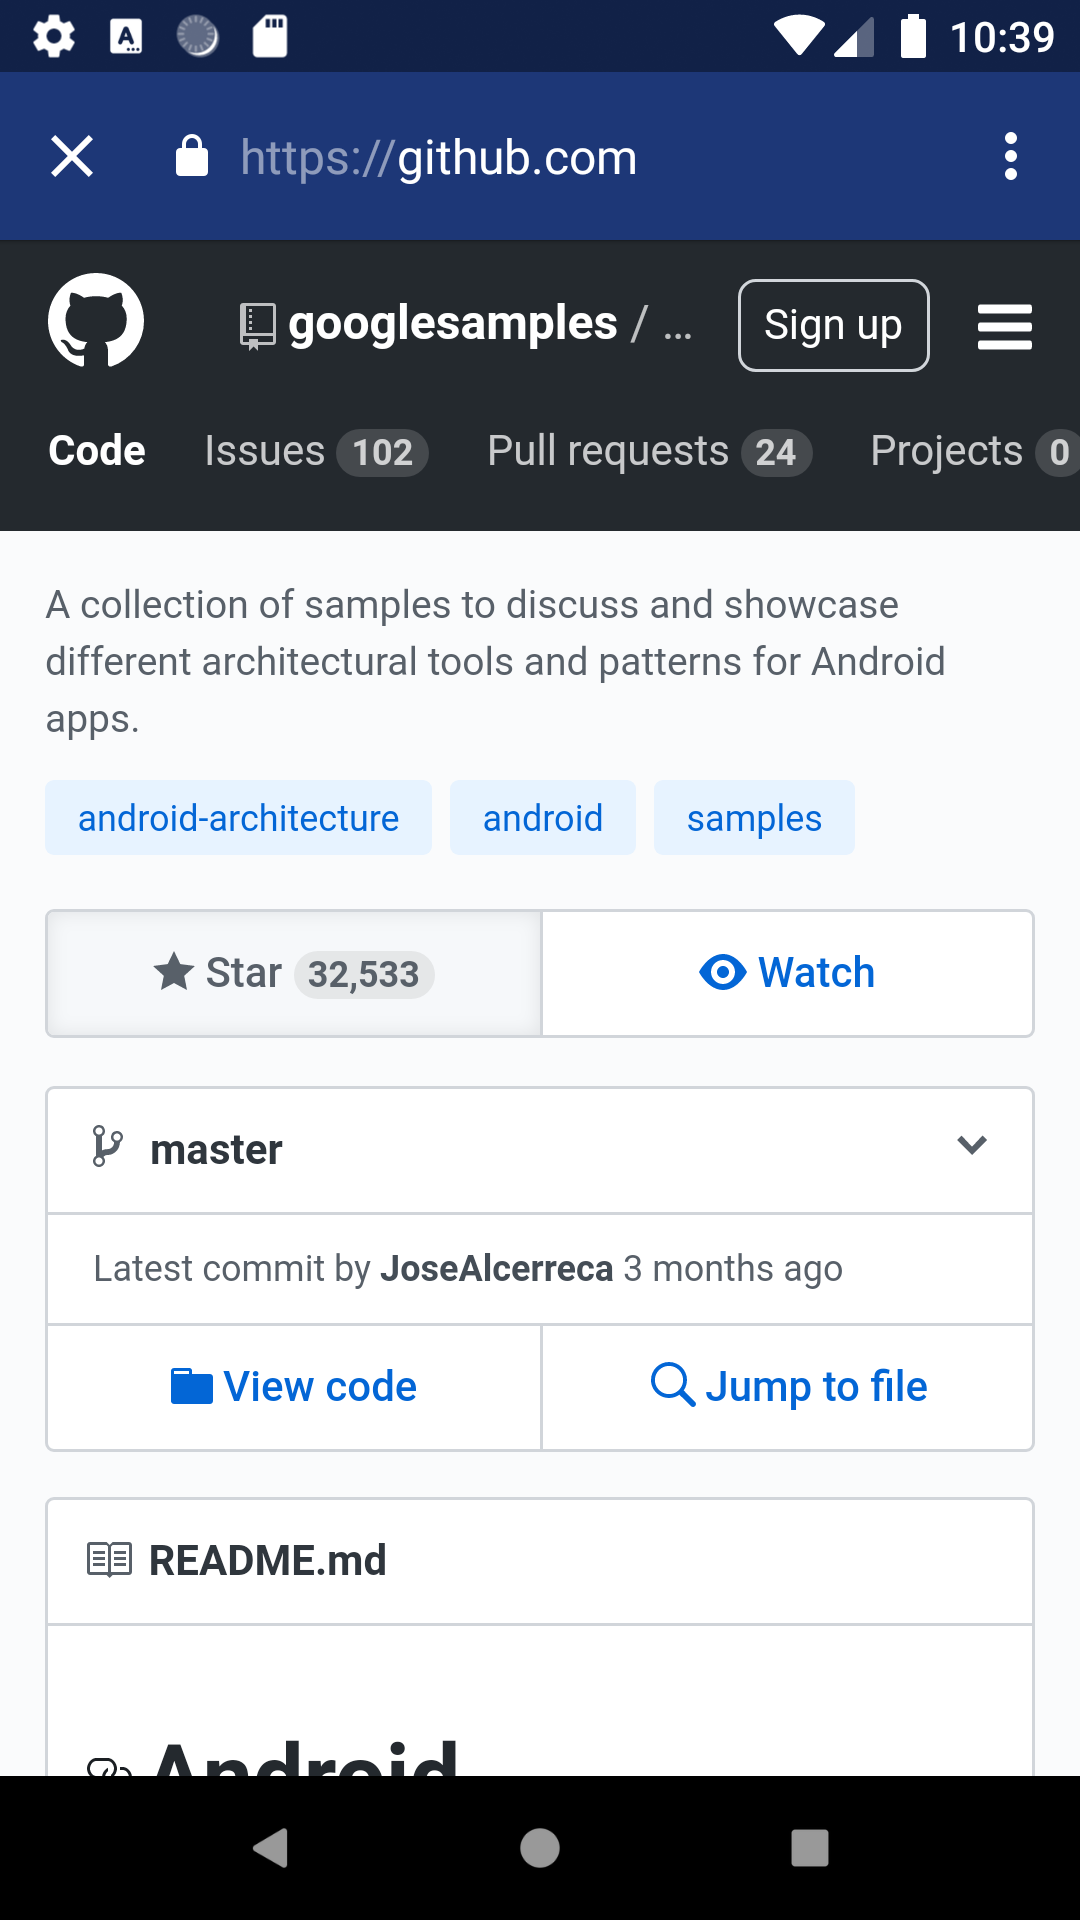 10:39
https://github.com
googlesamples / ... Sign up
Code Issues 102 Pull requests 24 Projects 0
A collection of samples to discuss and showcase
different architectural tools and patterns for Android
apps.
android-architecture android samples
Star 32,533 Watch
master
Latest commit by JoseAlcerreca 3 months ago
View code Jump to file
README.md
Android